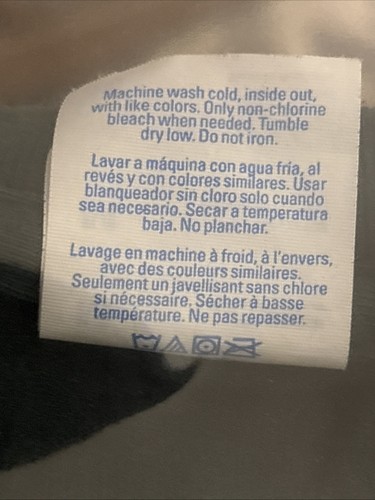 Machine wash cold, inside out,
with like colors. Only non-chlorine
bleach when needed. Tumble
dry low. Do not iron.
Lavar a máquina con agua fría, al
revés y con colores similares. Usar
blanqueador sin cloro solo cuando
sea necesario. Secar a temperatura
baja. No planchar.
Lavage en machine à froid, à l'envers,
avec des couleurs similaires.
Seulement un javellisant sans chlore
si nécessaire. Sécher à basse
température. Ne pas repasser.